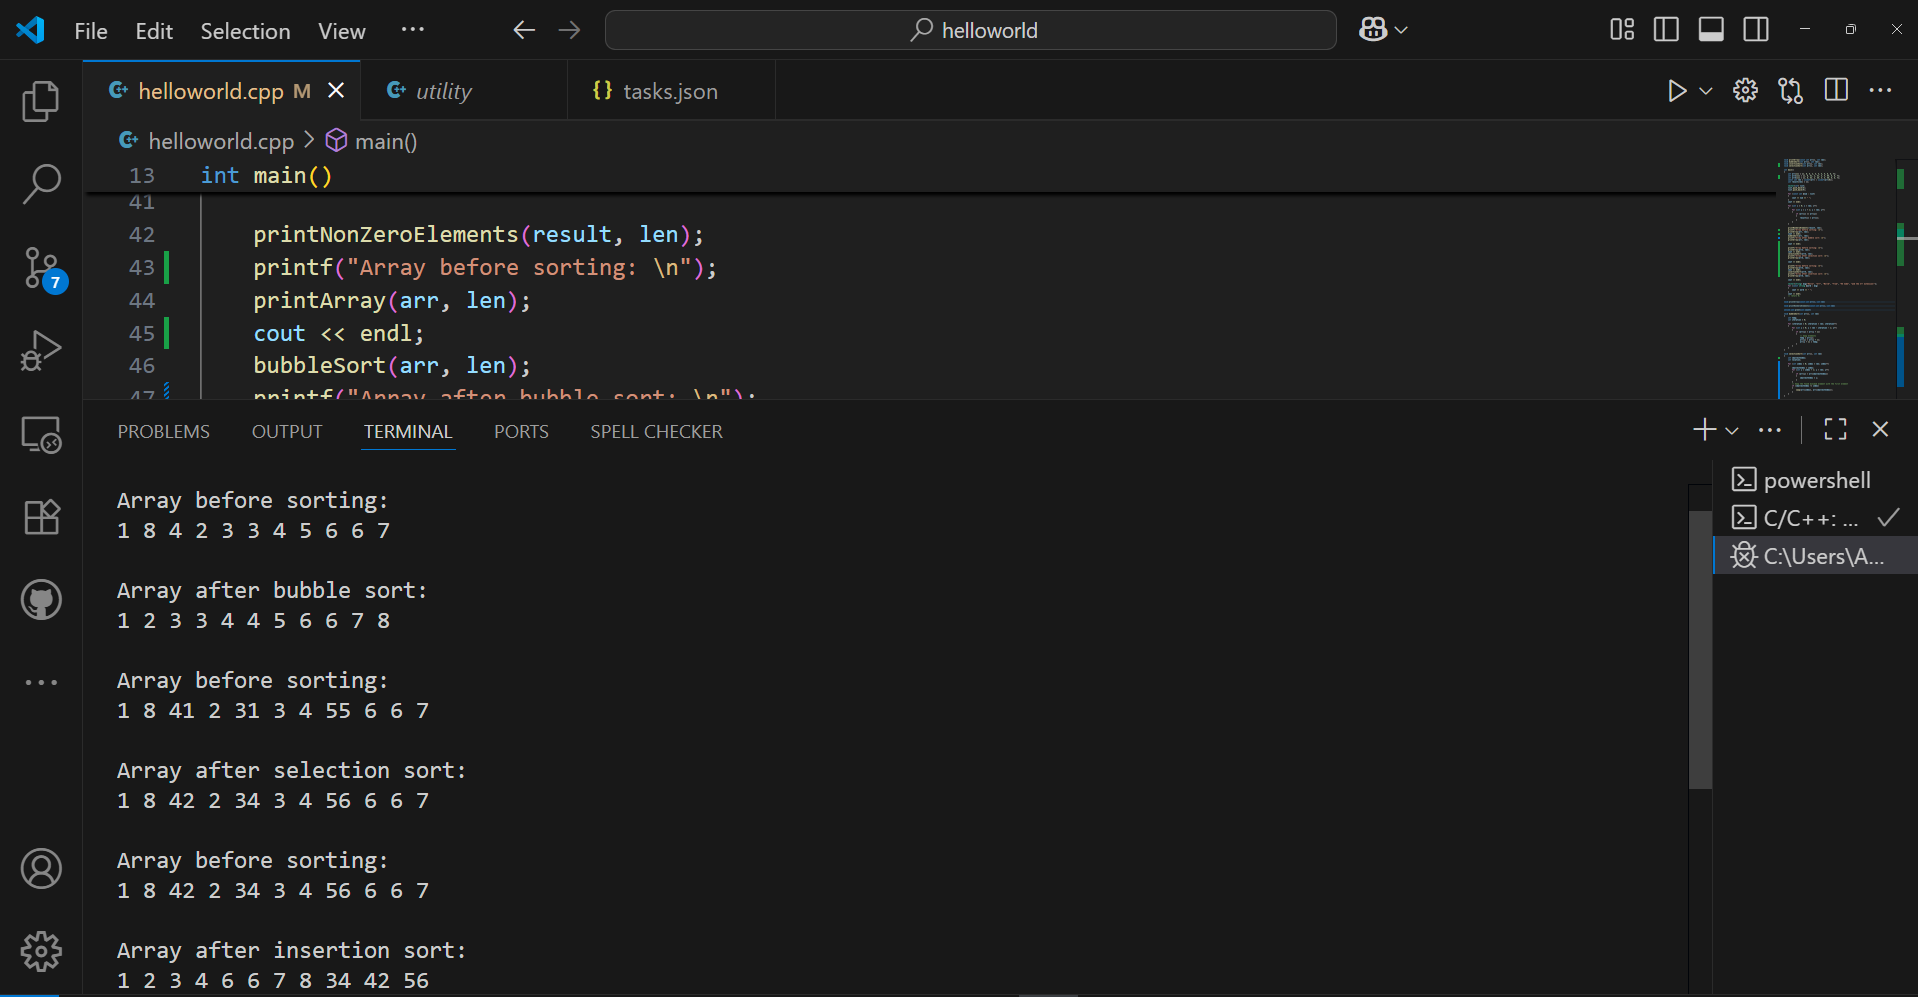 File Edit Selection View ··· helloworld
helloworld.cpp M utility {} tasks.json
helloworld.cpp > main()
13 int main()
41
42 printNonZeroElements(result, len);
43 printf("Array before sorting: \n");
44 printArray(arr, len);
45 cout << endl;
46 bubbleSort(arr, len);
47 printf("Array after bubble sort: \n");
7
PROBLEMS OUTPUT TERMINAL PORTS SPELL CHECKER
Array before sorting:
1 8 4 2 3 3 4 5 6 6 7
Array after bubble sort:
1 2 3 3 4 4 5 6 6 7 8
Array before sorting:
1 8 41 2 31 3 4 55 6 6 7
Array after selection sort:
1 8 42 2 34 3 4 56 6 6 7
Array before sorting:
1 8 42 2 34 3 4 56 6 6 7
Array after insertion sort:
1 2 3 4 6 6 7 8 34 42 56
powershell
C/C++: ...
C:\Users\A...